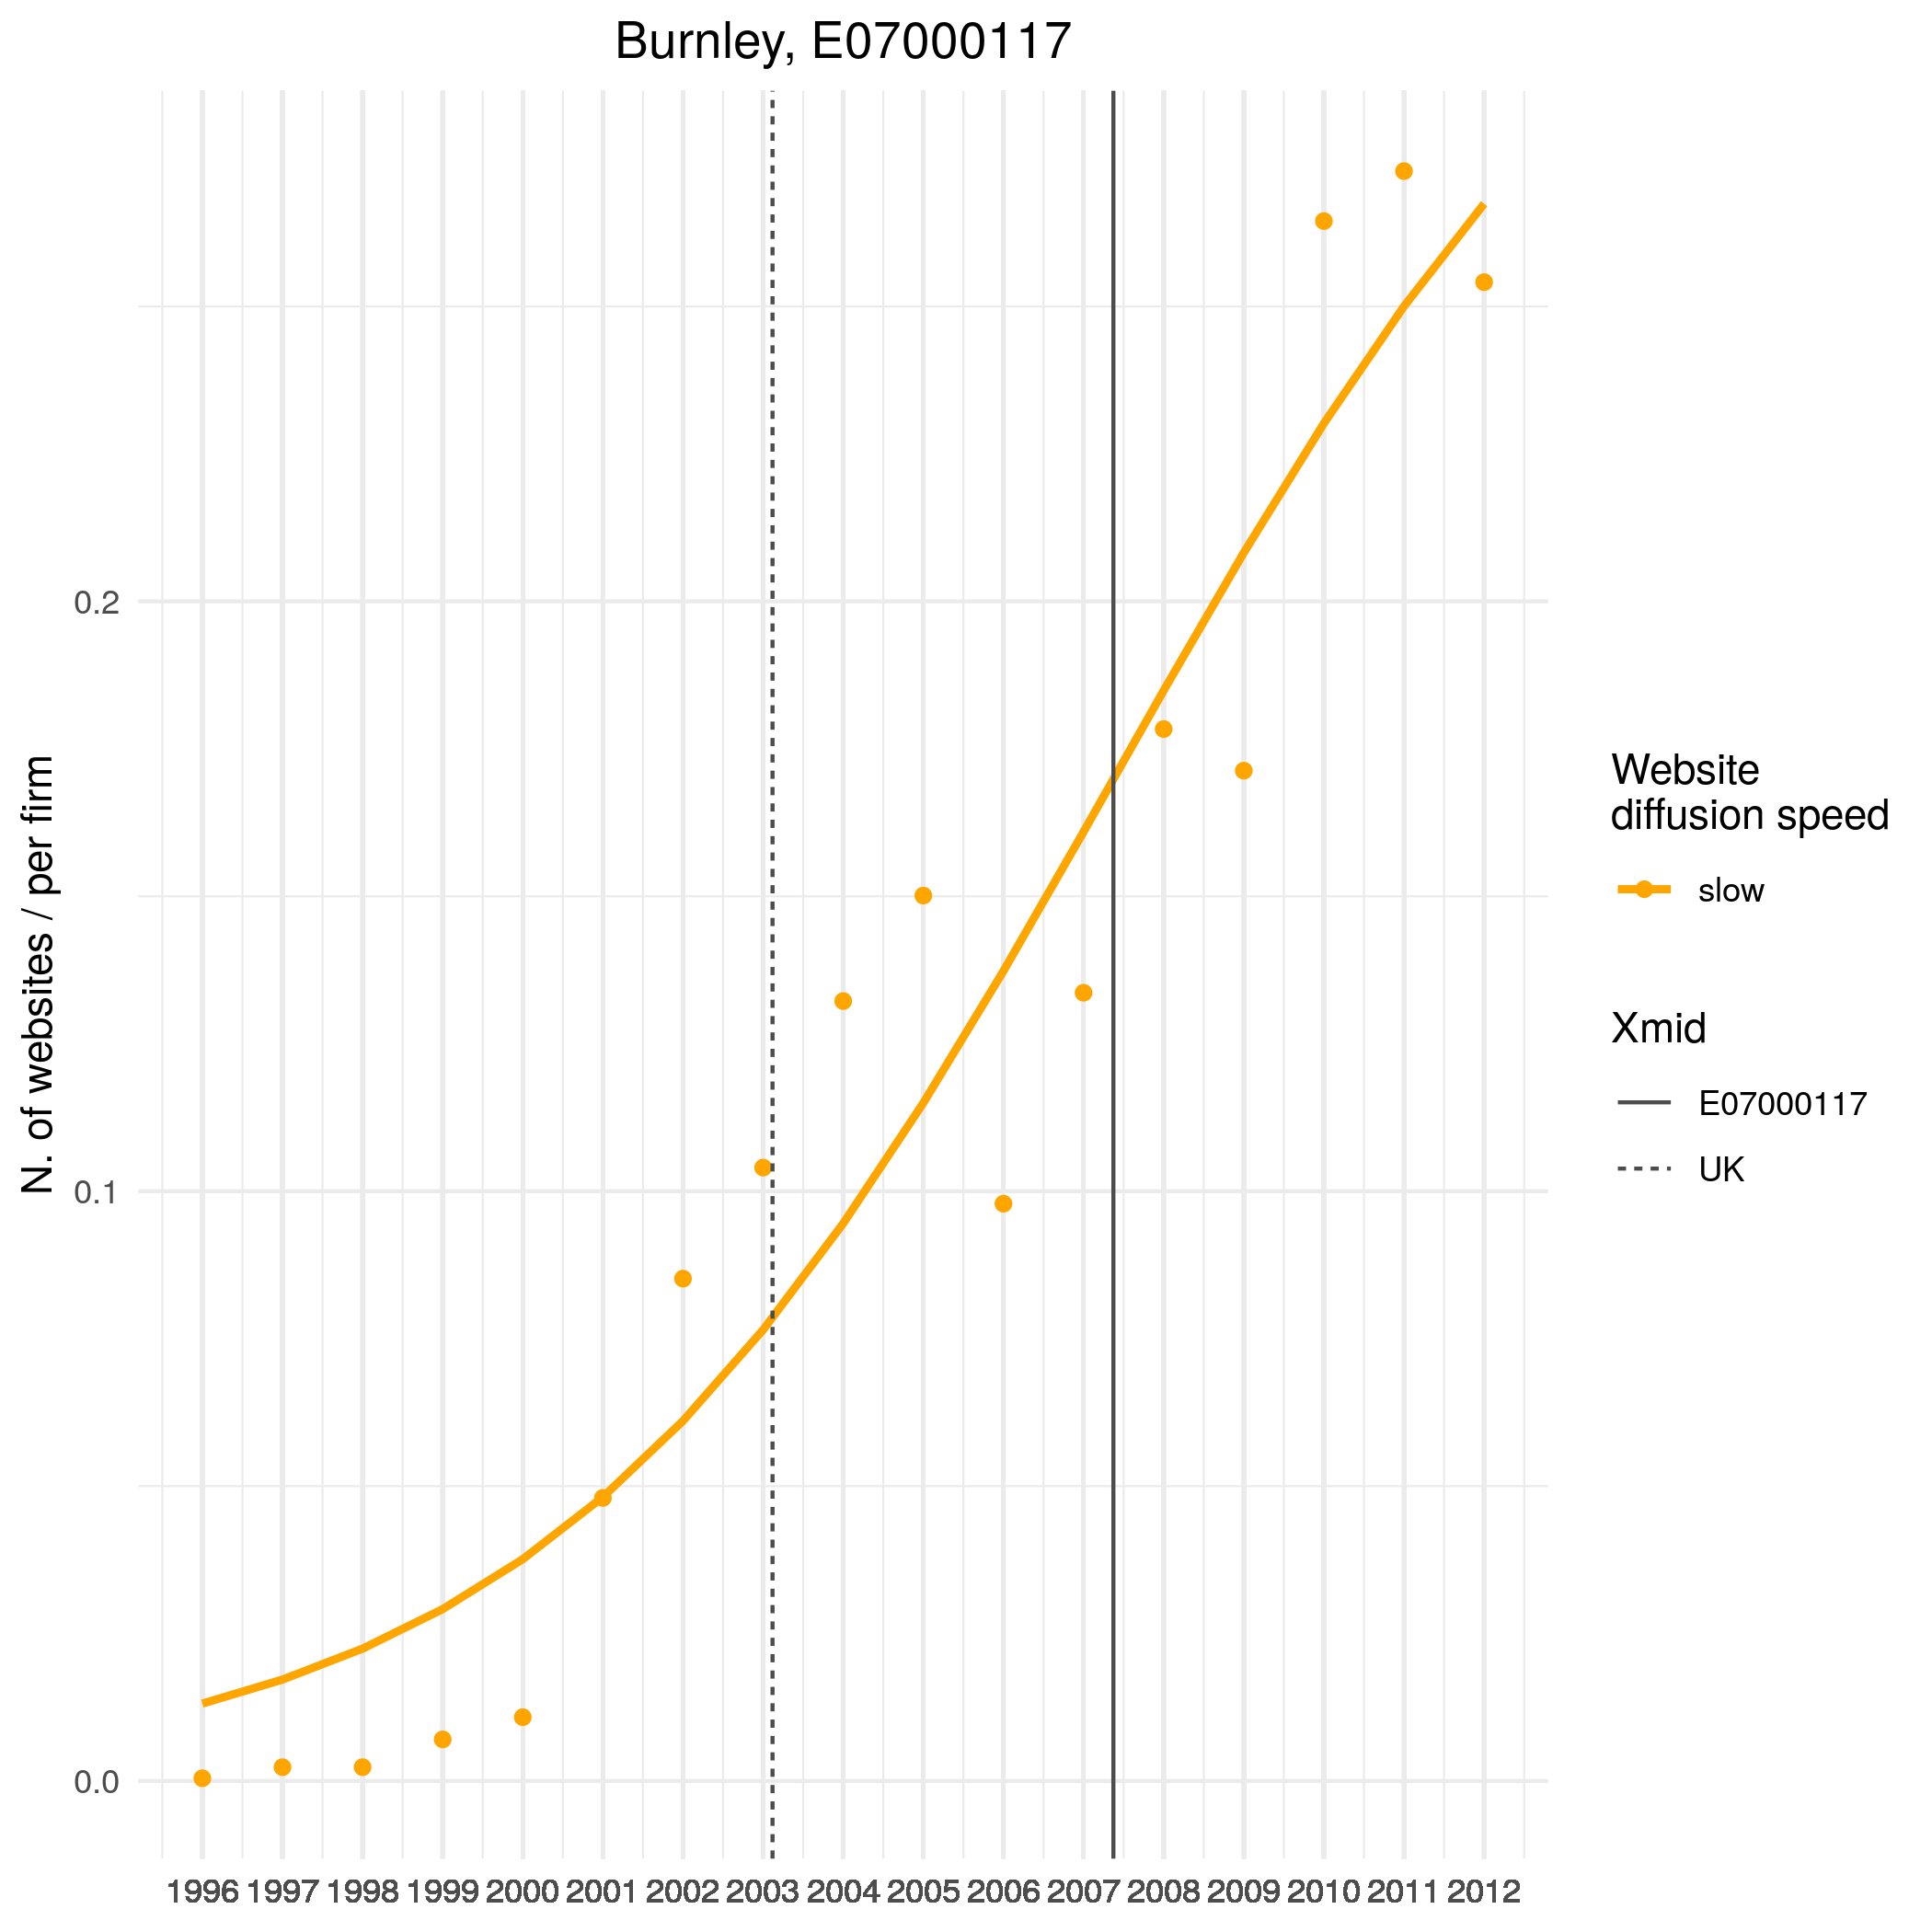 Burnley, E07000117
N. of websites / per firm
0.2
0.1
0.0
1996 1997 1998 1999 2000 2001 2002 2003 2004 2005 2006 2007 2008 2009 2010 2011 2012
Website
diffusion speed
slow
Xmid
E07000117
UK